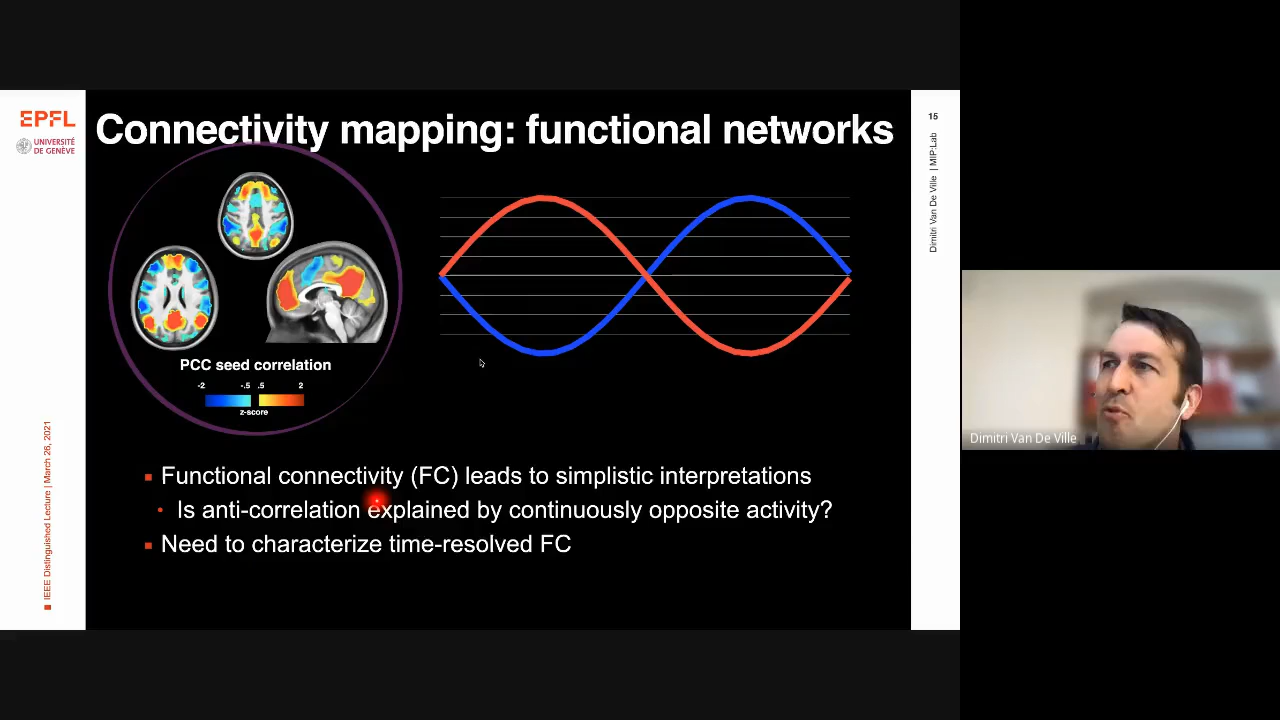 EPFL
UNIVERSITÉ
DE GENÈVE
Connectivity mapping: functional networks
15
Dimitri Van De Ville | MIP:Lab
PCC seed correlation
-2 -.5 .5 2
z-score
Functional connectivity (FC) leads to simplistic interpretations
Is anti-correlation explained by continuously opposite activity?
Need to characterize time-resolved FC
IEEE Distinguished Lecture | March 26, 2021
Dimitri Van De Ville